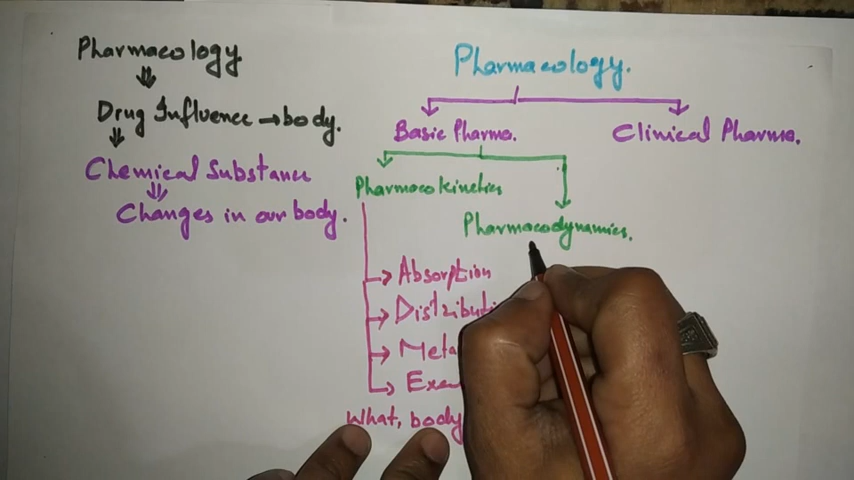 Pharmacology
Drug Influence → body.
Chemical Substance
Changes in our body.
Pharmacology.
Basic Pharma.
Clinical Pharma.
Pharmacokinetics
Pharmacodynamics.
Absorption
What, body